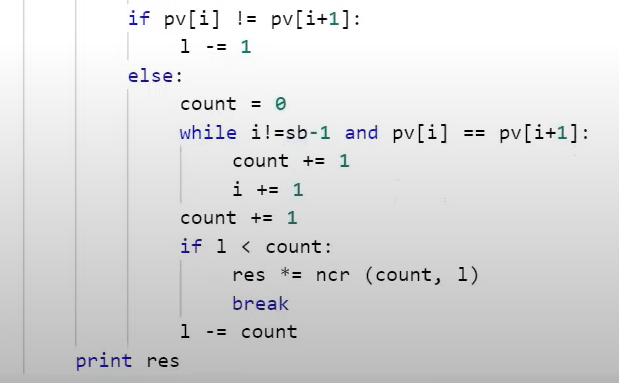 if pv[i] != pv[i+1]:
l -= 1
else:
count = 0
while i!=sb-1 and pv[i] == pv[i+1]:
count += 1
i += 1
count += 1
if l < count:
res *= ncr (count, l)
break
l -= count
print res